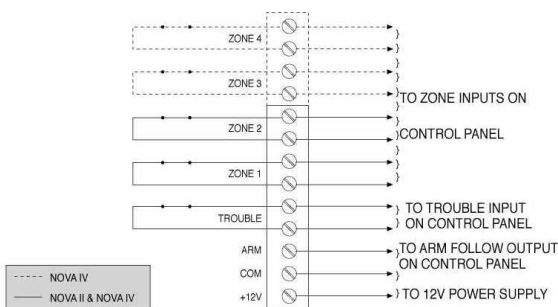 ZONE 4
ZONE 3
TO ZONE INPUTS ON
CONTROL PANEL
ZONE 2
ZONE 1
TROUBLE
TO TROUBLE INPUT
ON CONTROL PANEL
ARM
TO ARM FOLLOW OUTPUT
ON CONTROL PANEL
COM
+12V
TO 12V POWER SUPPLY
NOVA IV
NOVA II & NOVA IV